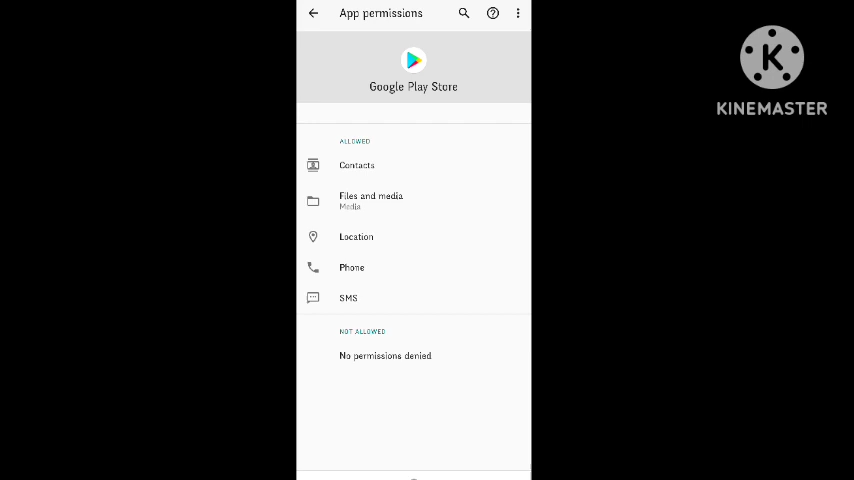 App permissions
KINEMASTER
Google Play Store
ALLOWED
Contacts
Files and media
Media
Location
Phone
SMS
NOT ALLOWED
No permissions denied